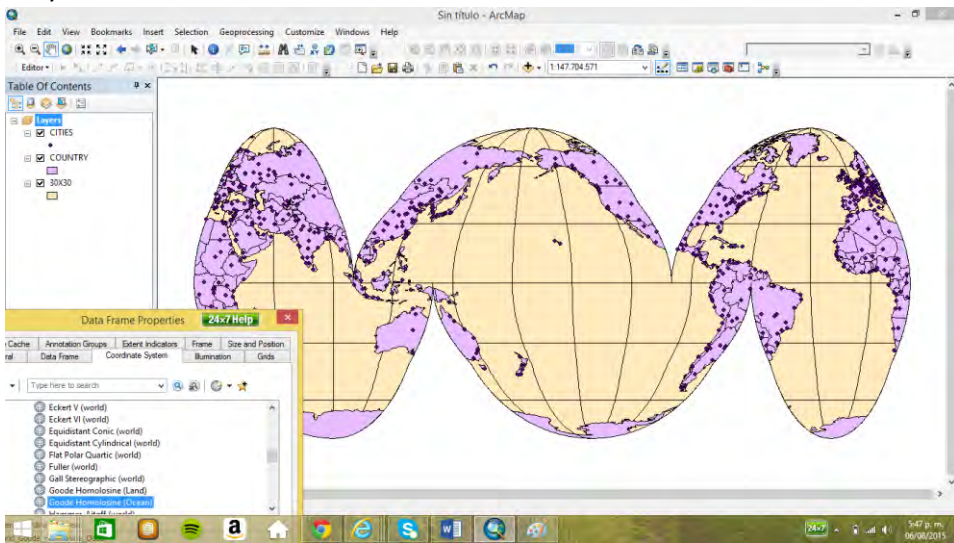 Sin título - ArcMap
File Edit View Bookmarks Insert Selection Geoprocessing Customize Windows Help
Editor
1:147.704.571
Table Of Contents
Layers
CITIES
COUNTRY
30X30
Data Frame Properties
24x7 Help
Cache Annotation Groups Extent Indicators Frame Size and Position
Data Frame Coordinate System Illumination Grids
Type here to search
Eckert V (world)
Eckert VI (world)
Equidistant Conic (world)
Equidistant Cylindrical (world)
Flat Polar Quartic (world)
Fuller (world)
Gall Stereographic (world)
Goode Homolosine (Land)
Goode Homolosine (Ocean)
24x7
5:47 p. m.
06/08/2015